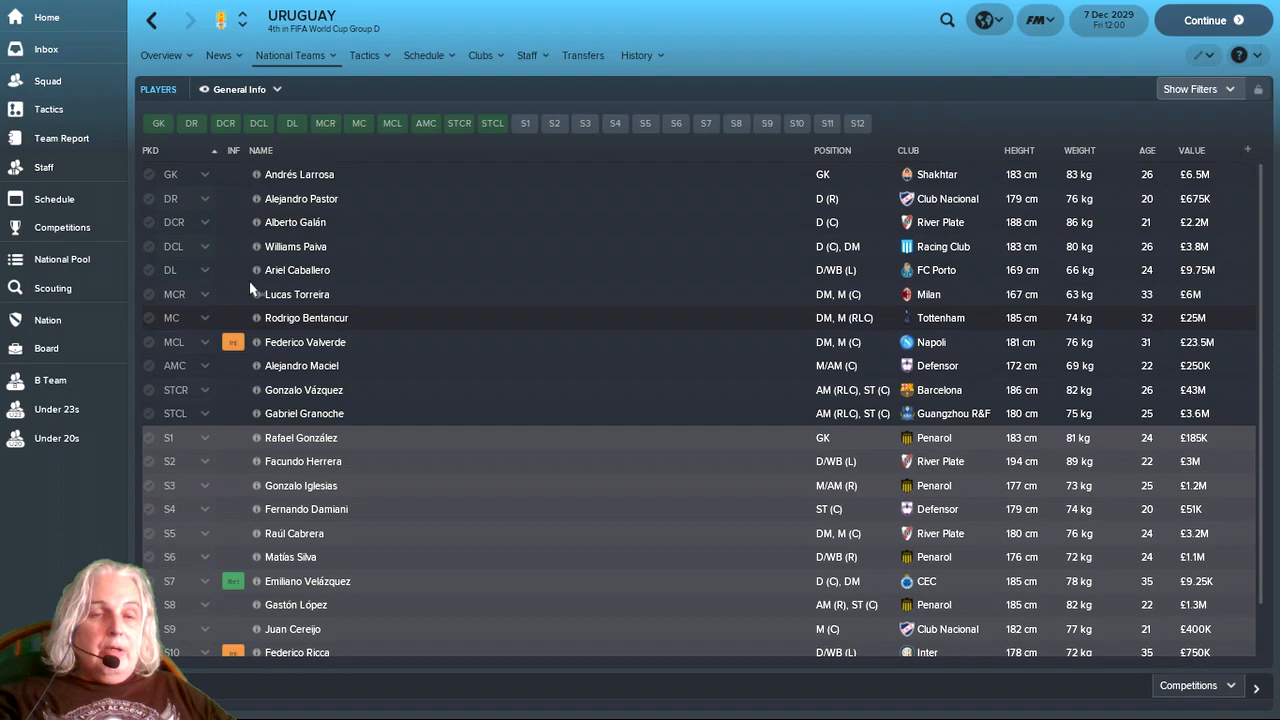 Home
Inbox
Squad
Tactics
Team Report
Staff
Schedule
Competitions
National Pool
Scouting
Nation
Board
B Team
Under 23s
Under 20s
URUGUAY
4th in FIFA World Cup Group D
FM
7 Dec 2029
Fri 12:00
Continue
Overview News National Teams Tactics Schedule Clubs Staff Transfers History
PLAYERS General Info Show Filters
GK DR DCR DCL DL MCR MC MCL AMC STCR STCL S1 S2 S3 S4 S5 S6 S7 S8 S9 S10 S11 S12
PKD INF NAME POSITION CLUB HEIGHT WEIGHT AGE VALUE
GK Andrés Larrosa GK Shakhtar 183 cm 83 kg 26 £6.5M
DR Alejandro Pastor D (R) Club Nacional 179 cm 76 kg 20 £675K
DCR Alberto Galán D (C) River Plate 188 cm 86 kg 21 £2.2M
DCL Williams Paiva D (C), DM Racing Club 183 cm 80 kg 26 £3.8M
DL Ariel Caballero D/WB (L) FC Porto 169 cm 66 kg 24 £9.75M
MCR Lucas Torreira DM, M (C) Milan 167 cm 63 kg 33 £6M
MC Rodrigo Bentancur DM, M (RLC) Tottenham 185 cm 74 kg 32 £25M
MCL Inj Federico Valverde DM, M (C) Napoli 181 cm 76 kg 31 £23.5M
AMC Alejandro Maciel M/AM (C) Defensor 172 cm 69 kg 22 £250K
STCR Gonzalo Vázquez AM (RLC), ST (C) Barcelona 186 cm 82 kg 26 £43M
STCL Gabriel Granoche AM (RLC), ST (C) Guangzhou R&F 180 cm 75 kg 25 £3.6M
S1 Rafael González GK Penarol 183 cm 81 kg 24 £185K
S2 Facundo Herrera D/WB (L) River Plate 194 cm 89 kg 22 £3M
S3 Gonzalo Iglesias M/AM (R) Penarol 177 cm 73 kg 25 £1.2M
S4 Fernando Damiani ST (C) Defensor 179 cm 74 kg 20 £51K
S5 Raúl Cabrera DM, M (C) River Plate 180 cm 76 kg 24 £3.2M
S6 Matías Silva D/WB (R) Penarol 176 cm 72 kg 24 £1.1M
S7 Emiliano Velázquez D (C), DM CEC 185 cm 78 kg 35 £9.25K
S8 Gastón López AM (R), ST (C) Penarol 185 cm 82 kg 22 £1.3M
S9 Juan Cereijo M (C) Club Nacional 182 cm 77 kg 21 £400K
S10 Inj Federico Ricca D/WB (L) Inter 178 cm 72 kg 35 £750K
Competitions